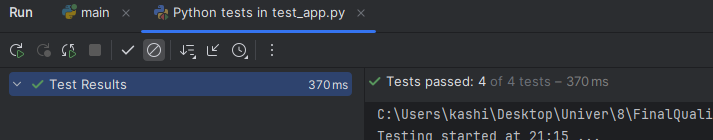 Run main Python tests in test_app.py
Test Results 370 ms
Tests passed: 4 of 4 tests – 370 ms
C:\Users\kashi\Desktop\Univer\8\FinalQuali
Testing started at 21:15 ...